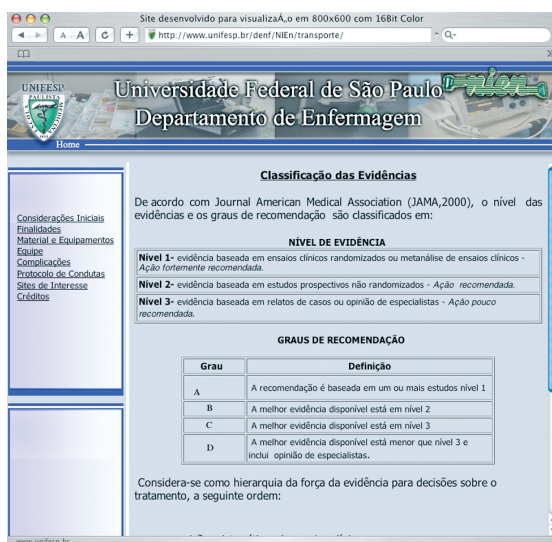 Site desenvolvido para visualizaÁ„o em 800x600 com 16Bit Color
A A C + http://www.unifesp.br/denf/NIEn/transporte/ Q-
UNIFESP
PAULISTA
Universidade Federal de São Paulo
nien
Departamento de Enfermagem
Home
Classificação das Evidências
De acordo com Journal American Medical Association (JAMA,2000), o nível das
evidências e os graus de recomendação são classificados em:
Considerações Iniciais
Finalidades
Material e Equipamentos
Equipe
Complicações
Protocolo de Condutas
Sites de Interesse
Créditos
NÍVEL DE EVIDÊNCIA
Nível 1- evidência baseada em ensaios clínicos randomizados ou metanálise de ensaios clínicos -
Ação fortemente recomendada.
Nível 2- evidência baseada em estudos prospectivos não randomizados - Ação recomendada.
Nível 3- evidência baseada em relatos de casos ou opinião de especialistas - Ação pouco
recomendada.
GRAUS DE RECOMENDAÇÃO
Grau Definição
A A recomendação é baseada em um ou mais estudos nível 1
B A melhor evidência disponível está em nível 2
C A melhor evidência disponível está em nível 3
D A melhor evidência disponível está menor que nível 3 e
inclui opinião de especialistas.
Considera-se como hierarquia da força da evidência para decisões sobre o
tratamento, a seguinte ordem:
www.unifesp.br